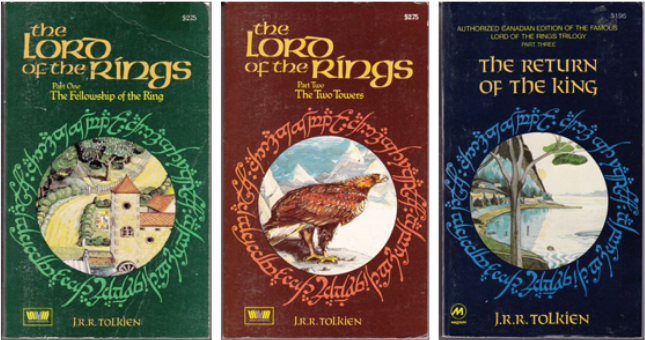 $2.25
the
LORD
of the Rings
Part One
The Fellowship of the Ring
J.R.R. Tolkien
$2.75
the
LORD
of the Rings
Part Two
The Two Towers
J.R.R. Tolkien
$1.95
AUTHORIZED CANADIAN EDITION OF THE FAMOUS
LORD OF THE RINGS TRILOGY
PART THREE
THE RETURN
OF THE KING
M
magnum
J.R.R. TOLKIEN